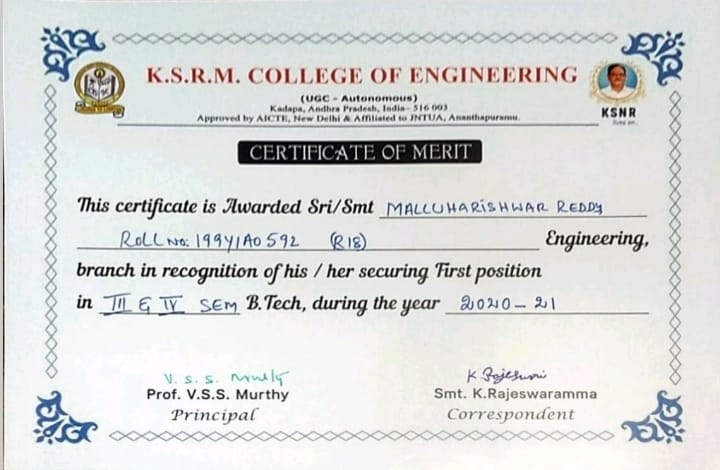 K.S.R.M. COLLEGE OF ENGINEERING
(UGC - Autonomous)
Kadapa, Andhra Pradesh, India- 516 003
Approved by AICTE, New Delhi & Affiliated to JNTUA, Ananthapuramu.
KSNR
lives on...
CERTIFICATE OF MERIT
This certificate is Awarded Sri/Smt MALLUHARISHWAR REDDY
ROLL NO: 199Y1A0592 (R18) Engineering,
branch in recognition of his / her securing First position
in III & IV SEM B.Tech, during the year 2020-21
V. S. S. Murthy
Prof. V.S.S. Murthy
Principal
K. Rajeswari
Smt. K.Rajeswaramma
Correspondent